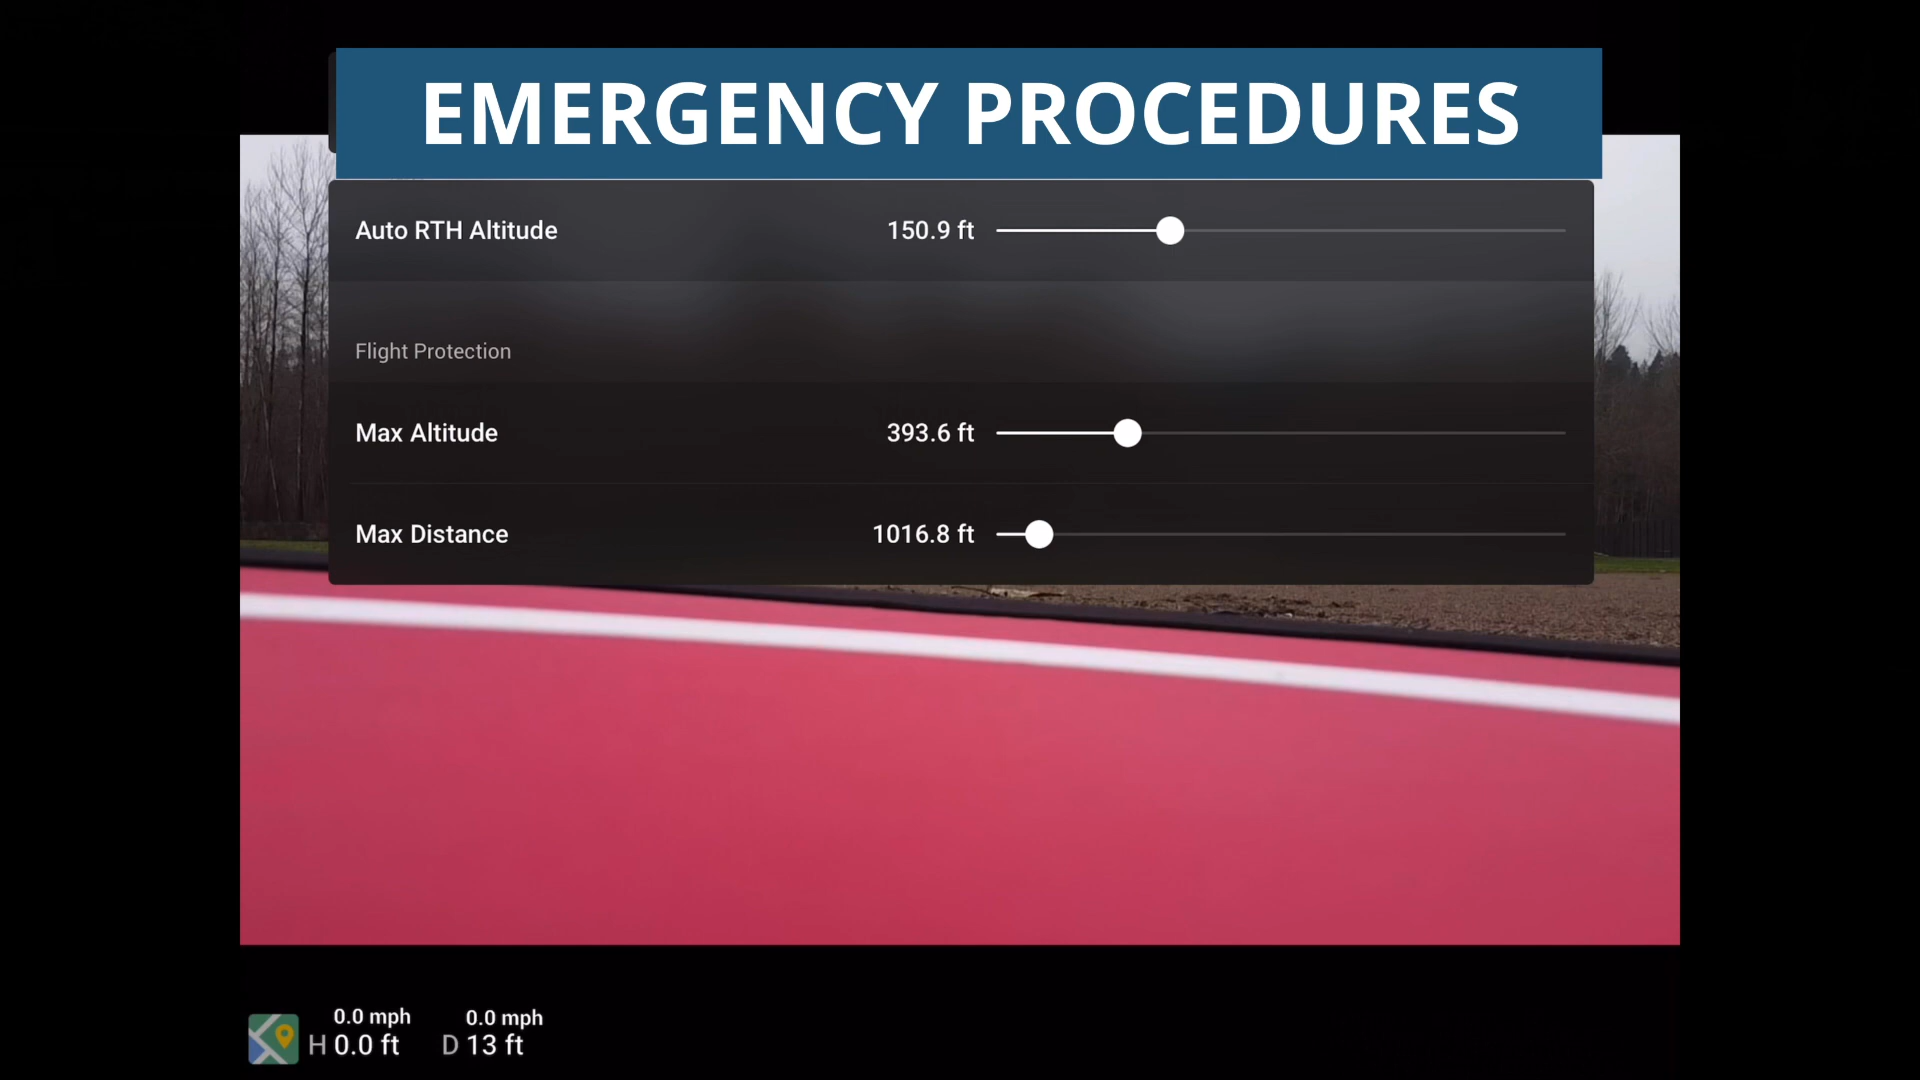 EMERGENCY PROCEDURES
Auto RTH Altitude 150.9 ft
Flight Protection
Max Altitude 393.6 ft
Max Distance 1016.8 ft
0.0 mph 0.0 mph
H 0.0 ft D 13 ft